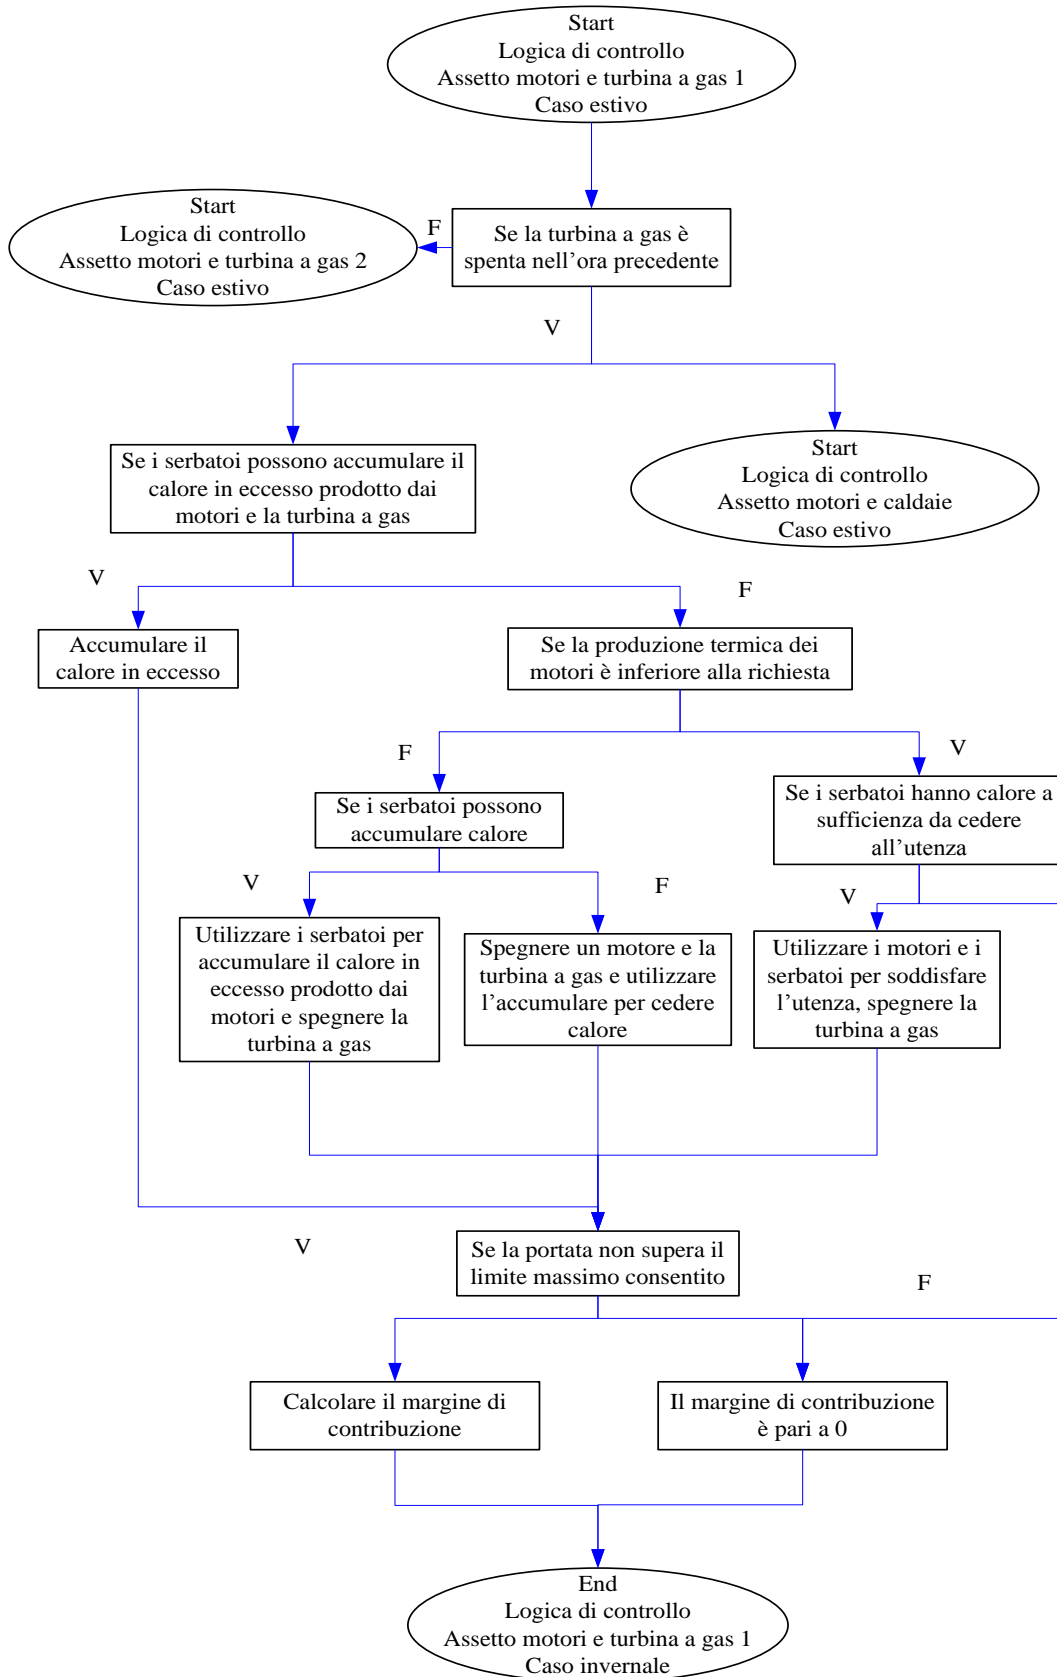 Start
Logica di controllo
Assetto motori e turbina a gas 1
Caso estivo
Start
Logica di controllo
Assetto motori e turbina a gas 2
Caso estivo
F
Se la turbina a gas è
spenta nell'ora precedente
V
Se i serbatoi possono accumulare il
calore in eccesso prodotto dai
motori e la turbina a gas
Start
Logica di controllo
Assetto motori e caldaie
Caso estivo
V
F
Accumulare il
calore in eccesso
Se la produzione termica dei
motori è inferiore alla richiesta
F
V
Se i serbatoi possono
accumulare calore
Se i serbatoi hanno calore a
sufficienza da cedere
all'utenza
V
F
V
Utilizzare i serbatoi per
accumulare il calore in
eccesso prodotto dai
motori e spegnere la
turbina a gas
Spegnere un motore e la
turbina a gas e utilizzare
l'accumulare per cedere
calore
Utilizzare i motori e i
serbatoi per soddisfare
l'utenza, spegnere la
turbina a gas
V
Se la portata non supera il
limite massimo consentito
F
Calcolare il margine di
contribuzione
Il margine di contribuzione
è pari a 0
End
Logica di controllo
Assetto motori e turbina a gas 1
Caso invernale